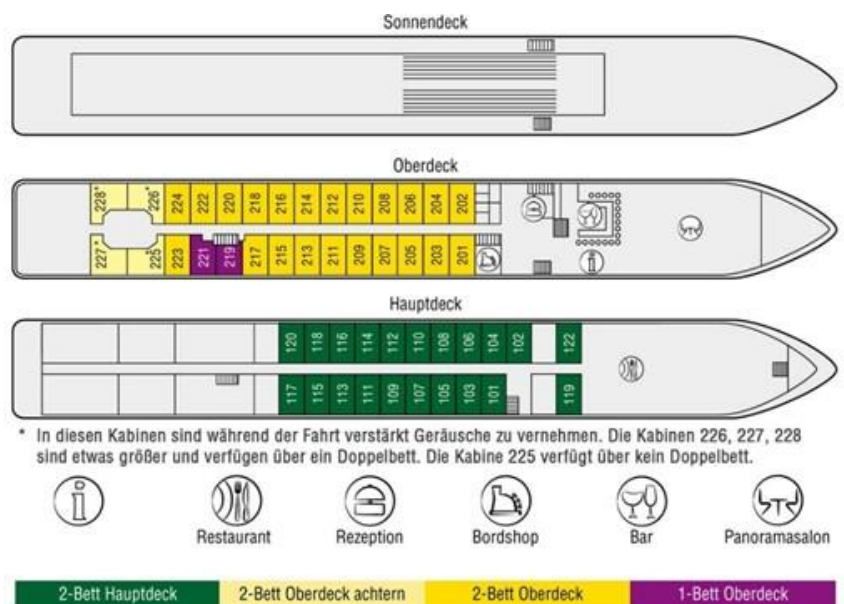 Sonnendeck
Oberdeck
228* 226* 224 222 220 218 216 214 212 210 208 206 204 202
227* 225* 223 221 219 217 215 213 211 209 207 205 203 201
Hauptdeck
120 118 116 114 112 110 108 106 104 102 122
117 115 113 111 109 107 105 103 101 119
* In diesen Kabinen sind während der Fahrt verstärkt Geräusche zu vernehmen. Die Kabinen 226, 227, 228
sind etwas größer und verfügen über ein Doppelbett. Die Kabine 225 verfügt über kein Doppelbett.
Restaurant Rezeption Bordshop Bar Panoramasalon
2-Bett Hauptdeck 2-Bett Oberdeck achtern 2-Bett Oberdeck 1-Bett Oberdeck